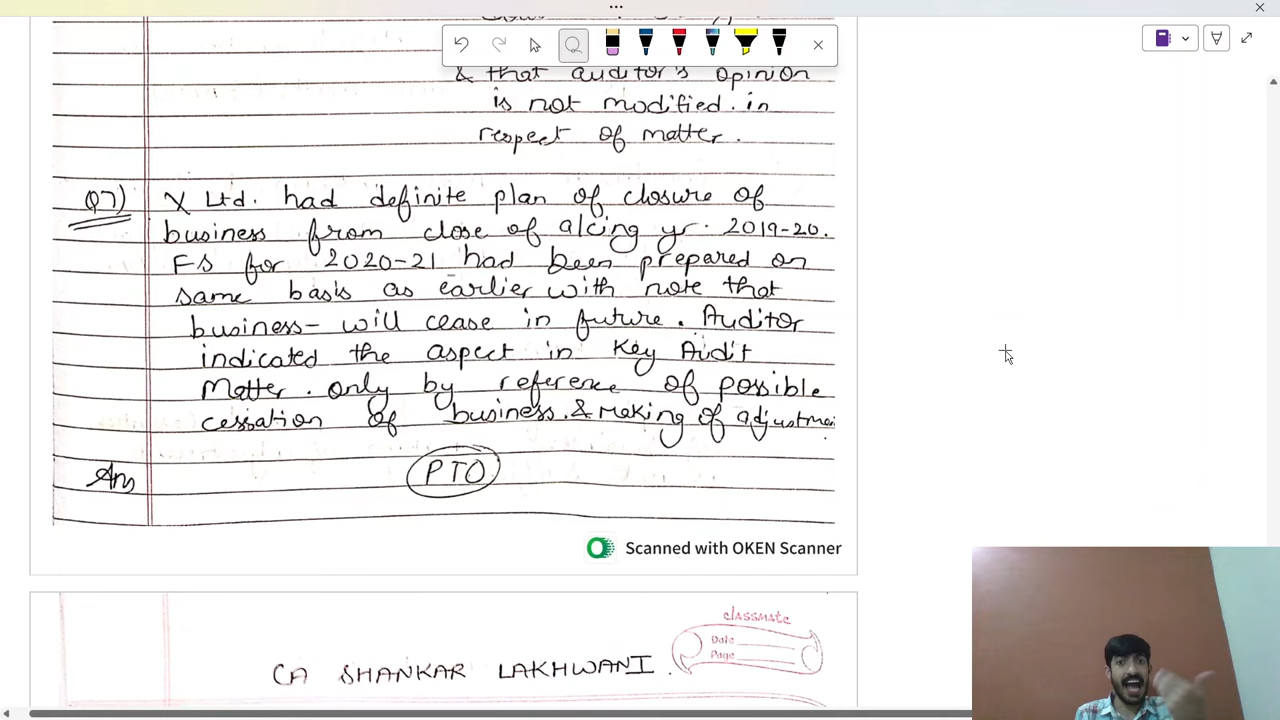 & that auditor's opinion
is not modified. in
respect of matter.
Q7) X Ltd. had definite plan of closure of
business from close of a/cing yr. 2019-20.
FS for 2020-21 had been prepared on
same basis as earlier with note that
business- will cease in future. Auditor
indicated the aspect in Key Audit
Matter. only by reference of possible
cessation of business. & making of adjustmen
Ans PTO
Scanned with OKEN Scanner
classmate
Date
Page
CA SHANKAR LAKHWANI.